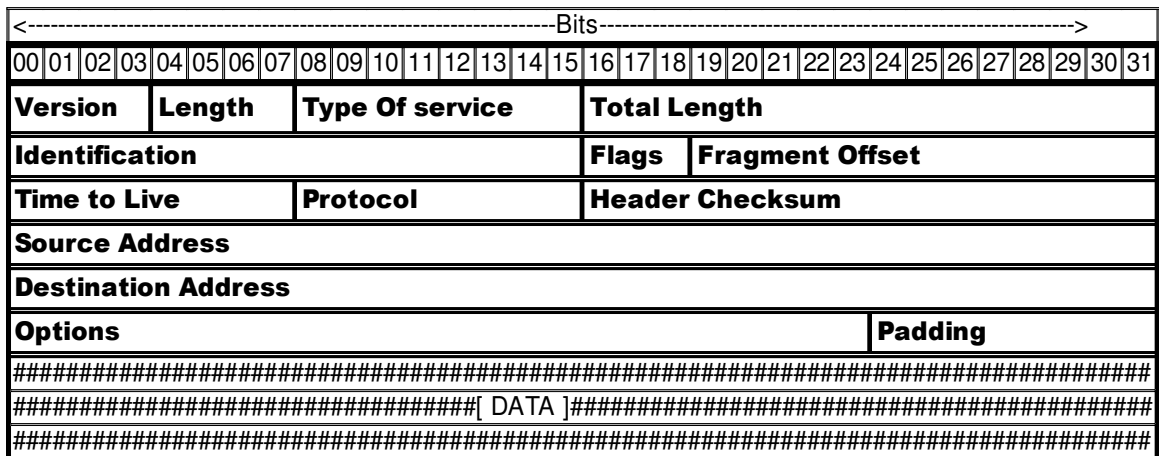 <-----------------------------------------------------------------------Bits---------------------------------------------------------------->
00 01 02 03 04 05 06 07 08 09 10 11 12 13 14 15 16 17 18 19 20 21 22 23 24 25 26 27 28 29 30 31
Version Length Type Of service Total Length
Identification Flags Fragment Offset
Time to Live Protocol Header Checksum
Source Address
Destination Address
Options Padding
######################################################################################
###################################[ DATA ]############################################
######################################################################################